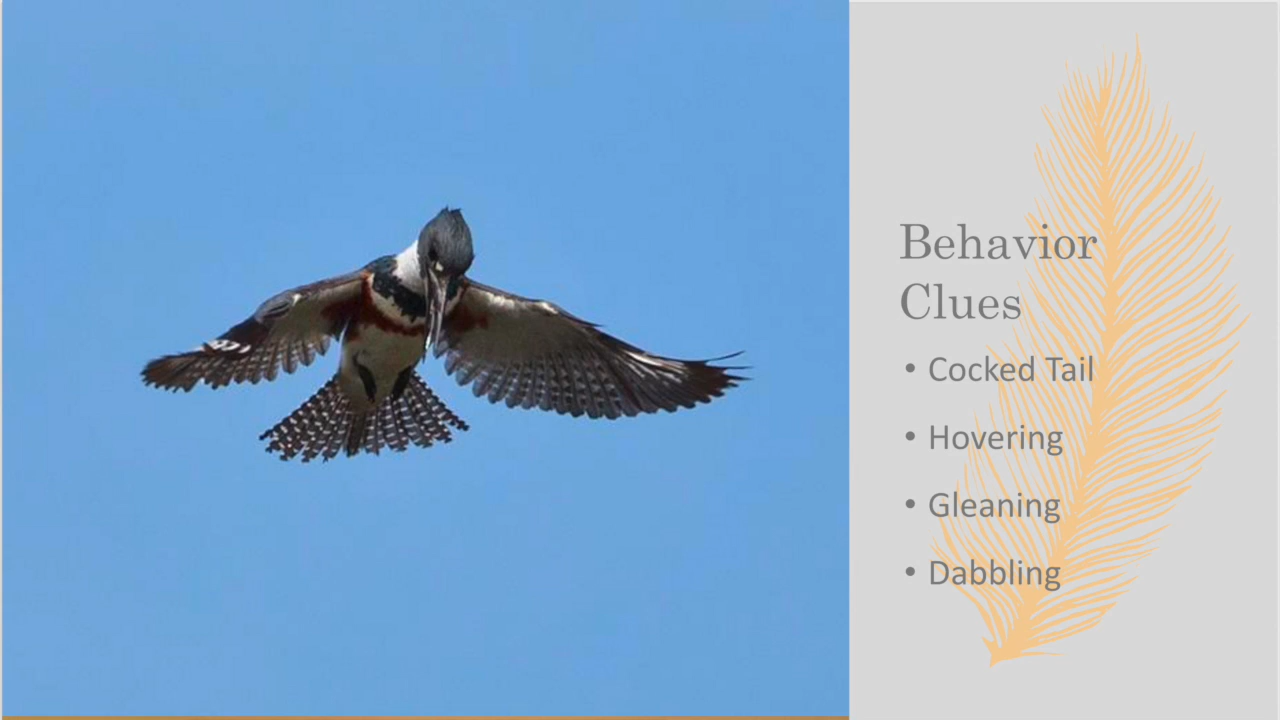 Behavior
Clues
• Cocked Tail
• Hovering
• Gleaning
• Dabbling